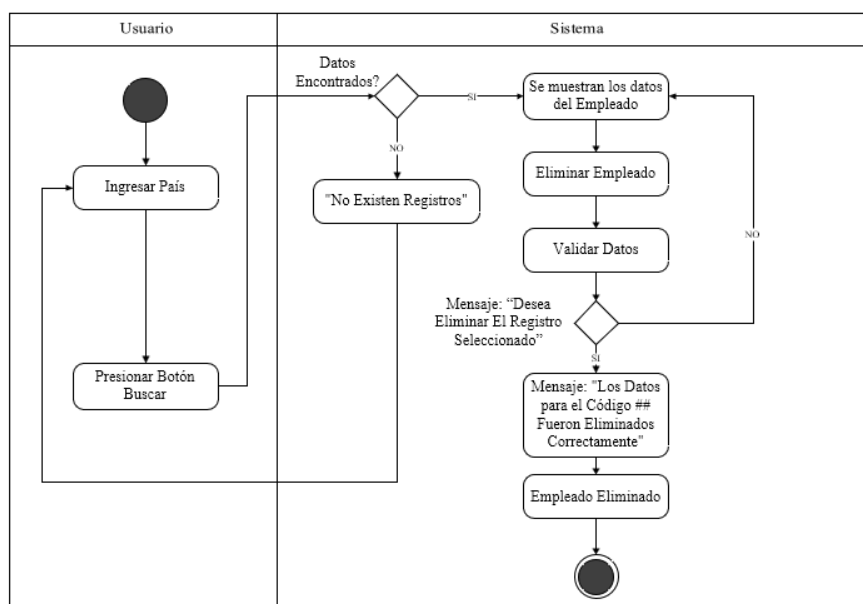 Usuario
Sistema
Datos
Encontrados?
SI
Se muestran los datos
del Empleado
NO
Ingresar País
"No Existen Registros"
Eliminar Empleado
Validar Datos
NO
Mensaje: “Desea
Eliminar El Registro
Seleccionado”
SI
Presionar Botón
Buscar
Mensaje: "Los Datos
para el Código ##
Fueron Eliminados
Correctamente"
Empleado Eliminado